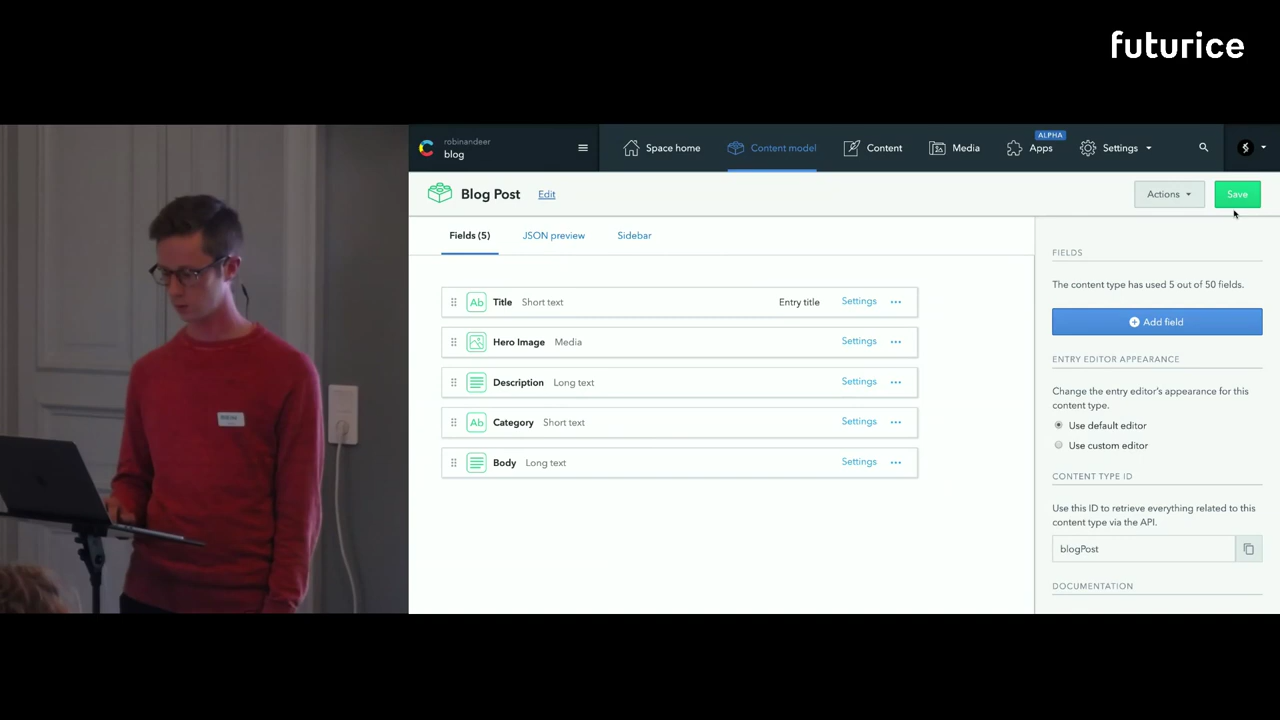 futurice
robinandeer
blog
Space home
Content model
Content
Media
ALPHA
Apps
Settings
Blog Post
Edit
Actions
Save
Fields (5)
JSON preview
Sidebar
Ab Title Short text Entry title Settings
Hero Image Media Settings
Description Long text Settings
Ab Category Short text Settings
Body Long text Settings
FIELDS
The content type has used 5 out of 50 fields.
Add field
ENTRY EDITOR APPEARANCE
Change the entry editor's appearance for this
content type.
Use default editor
Use custom editor
CONTENT TYPE ID
Use this ID to retrieve everything related to this
content type via the API.
blogPost
DOCUMENTATION